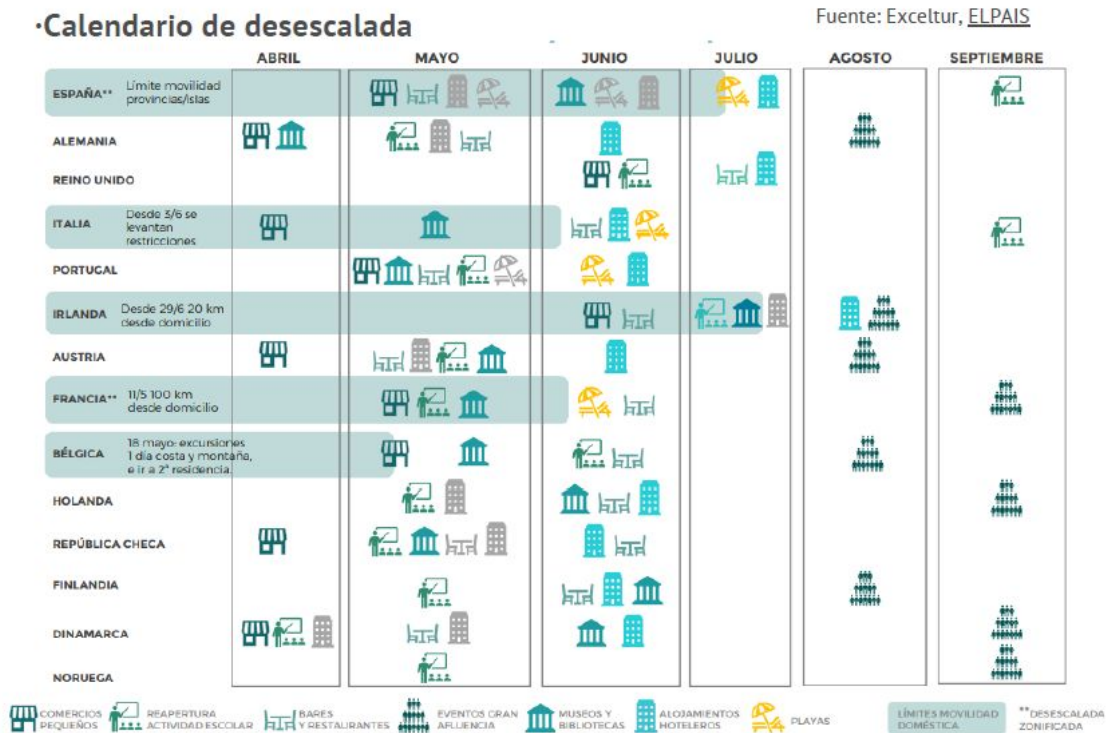 ·Calendario de desescalada
Fuente: Exceltur, ELPAIS
ABRIL MAYO JUNIO JULIO AGOSTO SEPTIEMBRE
ESPAÑA** Límite movilidad
provincias/islas
ALEMANIA
REINO UNIDO
ITALIA Desde 3/6 se
levantan
restricciones
PORTUGAL
IRLANDA Desde 29/6 20 km
desde domicilio
AUSTRIA
FRANCIA** 11/5 100 km
desde domicilio
BÉLGICA 18 mayo: excursiones
1 día costa y montaña,
e ir a 2ª residencia.
HOLANDA
REPÚBLICA CHECA
FINLANDIA
DINAMARCA
NORUEGA
COMERCIOS
PEQUEÑOS
REAPERTURA
ACTIVIDAD ESCOLAR
BARES
Y RESTAURANTES
EVENTOS GRAN
AFLUENCIA
MUSEOS Y
BIBLIOTECAS
ALOJAMIENTOS
HOTELEROS
PLAYAS
LÍMITES MOVILIDAD
DOMÉSTICA
**DESESCALADA
ZONIFICADA